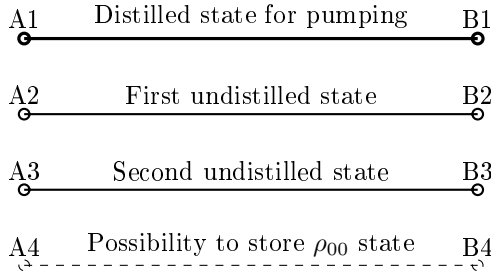 A1 Distilled state for pumping B1
A2 First undistilled state B2
A3 Second undistilled state B3
A4 Possibility to store ρ₀₀ state B4